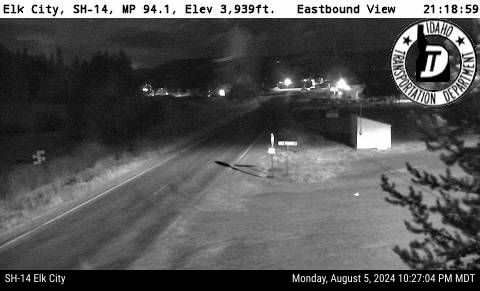 Elk City, SH-14, MP 94.1, Elev 3,939ft. Eastbound View 21:18:59
IDAHO
TRANSPORTATION DEPARTMENT
SH-14 Elk City Monday, August 5, 2024 10:27:04 PM MDT